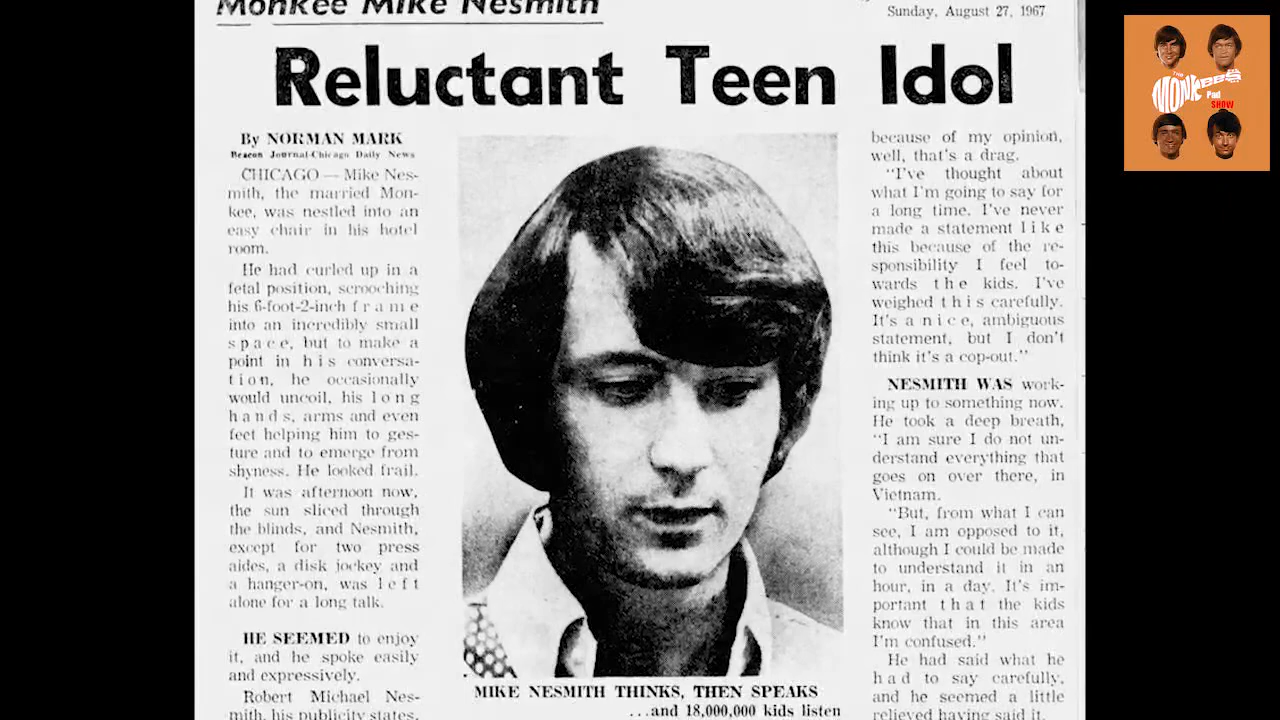 Monkee Mike Nesmith
Sunday, August 27, 1967
Reluctant Teen Idol
By NORMAN MARK
Beacon Journal-Chicago Daily News
CHICAGO — Mike Nes-
mith, the married Mon-
kee, was nestled into an
easy chair in his hotel
room.
He had curled up in a
fetal position, scrooching
his 6-foot-2-inch frame
into an incredibly small
space, but to make a
point in his conversa-
tion, he occasionally
would uncoil, his long
hands, arms and even
feet helping him to ges-
ture and to emerge from
shyness. He looked frail.
It was afternoon now,
the sun sliced through
the blinds, and Nesmith,
except for two press
aides, a disk jockey and
a hanger-on, was left
alone for a long talk.
HE SEEMED to enjoy
it, and he spoke easily
and expressively.
Robert Michael Nes-
mith, his publicity states,
MIKE NESMITH THINKS, THEN SPEAKS
...and 18,000,000 kids listen
because of my opinion,
well, that's a drag.
"I've thought about
what I'm going to say for
a long time. I've never
made a statement like
this because of the re-
sponsibility I feel to-
wards the kids. I've
weighed this carefully.
It's a nice, ambiguous
statement, but I don't
think it's a cop-out."
NESMITH WAS work-
ing up to something now.
He took a deep breath,
"I am sure I do not un-
derstand everything that
goes on over there, in
Vietnam.
"But, from what I can
see, I am opposed to it,
although I could be made
to understand it in an
hour, in a day. It's im-
portant that the kids
know that in this area
I'm confused."
He had said what he
had to say carefully,
and he seemed a little
relieved having said it.
THE
MONKEES
Pad
SHOW